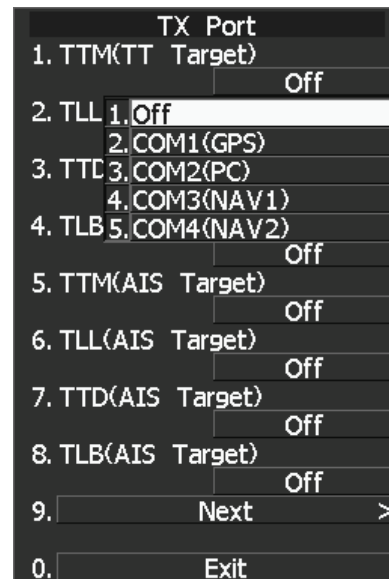 TX Port
1. TTM(TT Target)
Off
2. TLL
1. Off
2. COM1(GPS)
3. TTD
3. COM2(PC)
4. COM3(NAV1)
4. TLB
5. COM4(NAV2)
Off
5. TTM(AIS Target)
Off
6. TLL(AIS Target)
Off
7. TTD(AIS Target)
Off
8. TLB(AIS Target)
Off
9. Next >
0. Exit